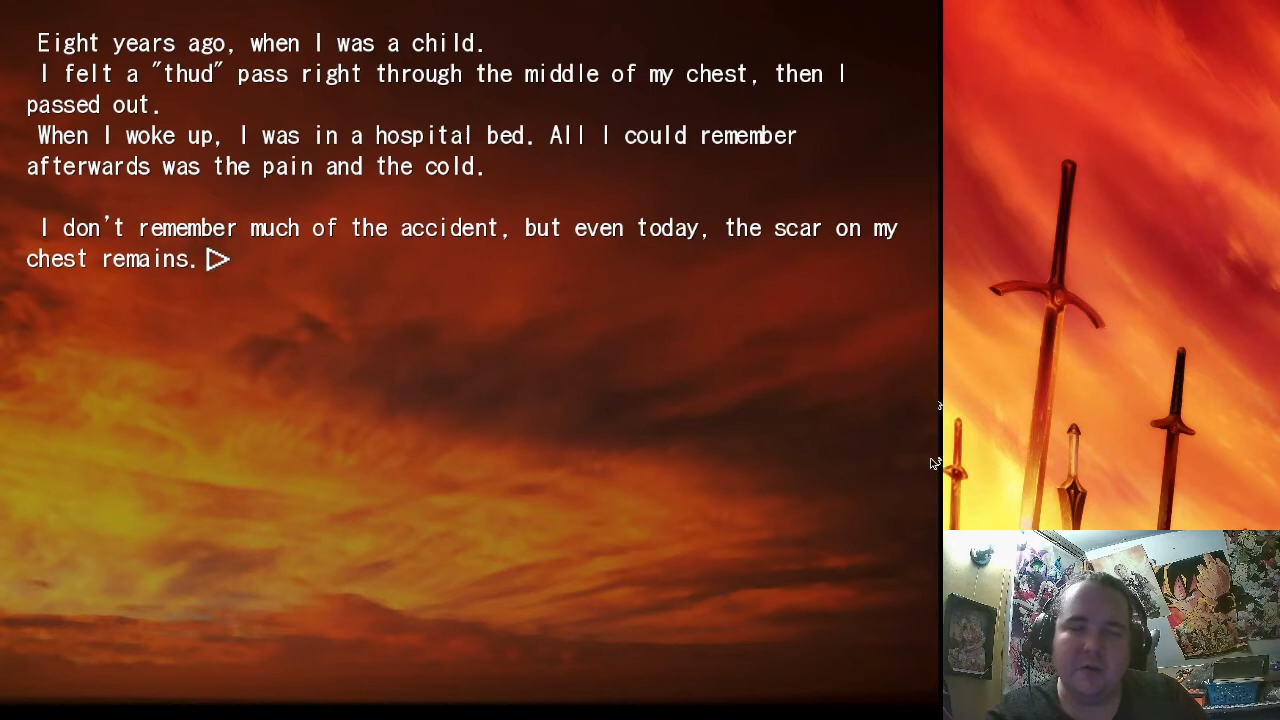 Eight years ago, when I was a child.
I felt a "thud" pass right through the middle of my chest, then I
passed out.
When I woke up, I was in a hospital bed. All I could remember
afterwards was the pain and the cold.
I don't remember much of the accident, but even today, the scar on my
chest remains.